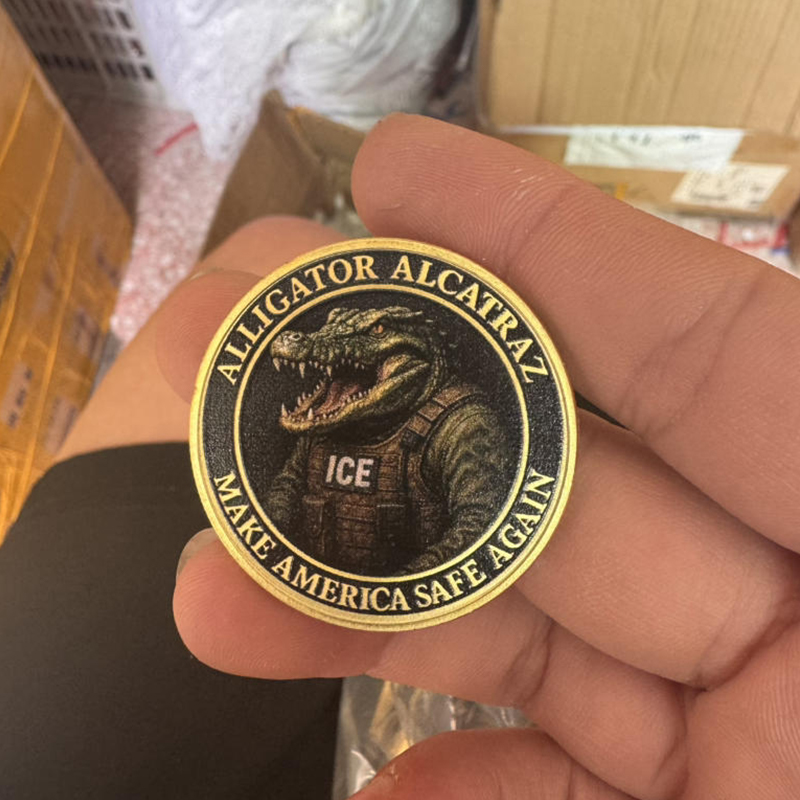 ALLIGATOR ALCATRAZ
ICE
MAKE AMERICA SAFE AGAIN